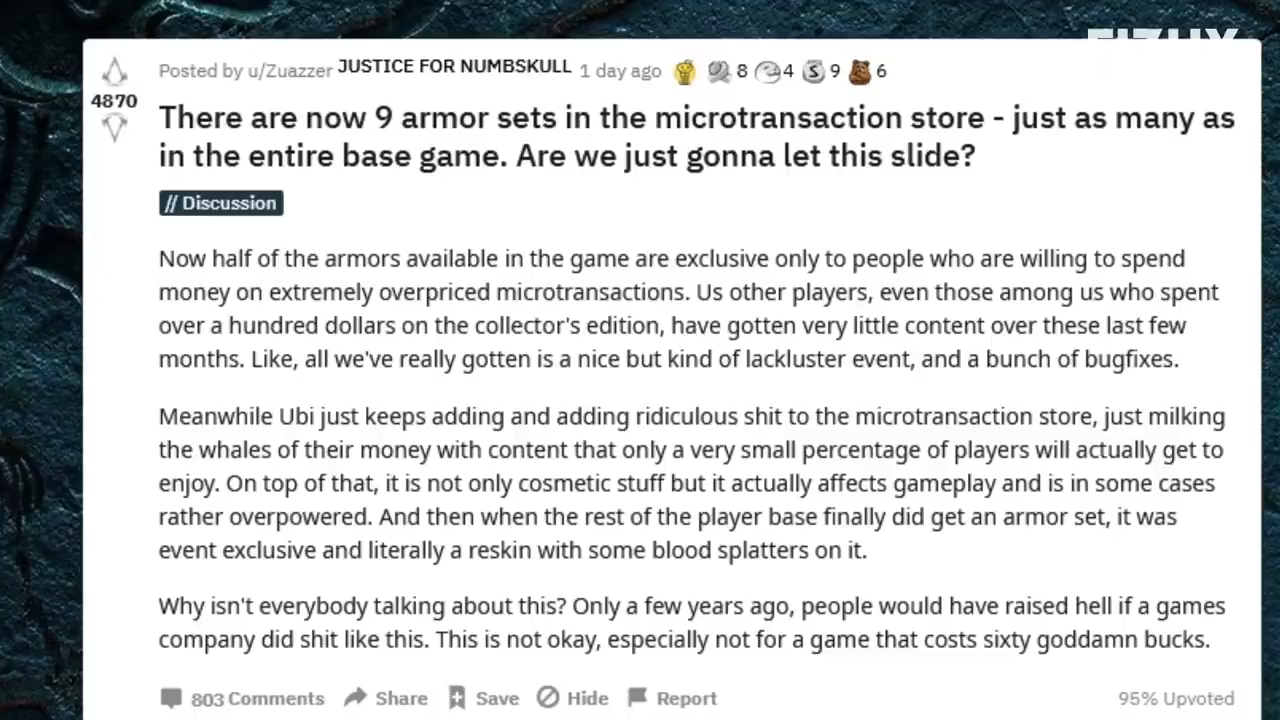 Posted by u/Zuazzer JUSTICE FOR NUMBSKULL 1 day ago 8 4 9 6
4870
There are now 9 armor sets in the microtransaction store - just as many as
in the entire base game. Are we just gonna let this slide?
// Discussion
Now half of the armors available in the game are exclusive only to people who are willing to spend
money on extremely overpriced microtransactions. Us other players, even those among us who spent
over a hundred dollars on the collector's edition, have gotten very little content over these last few
months. Like, all we've really gotten is a nice but kind of lackluster event, and a bunch of bugfixes.
Meanwhile Ubi just keeps adding and adding ridiculous shit to the microtransaction store, just milking
the whales of their money with content that only a very small percentage of players will actually get to
enjoy. On top of that, it is not only cosmetic stuff but it actually affects gameplay and is in some cases
rather overpowered. And then when the rest of the player base finally did get an armor set, it was
event exclusive and literally a reskin with some blood splatters on it.
Why isn't everybody talking about this? Only a few years ago, people would have raised hell if a games
company did shit like this. This is not okay, especially not for a game that costs sixty goddamn bucks.
803 Comments Share Save Hide Report 95% Upvoted